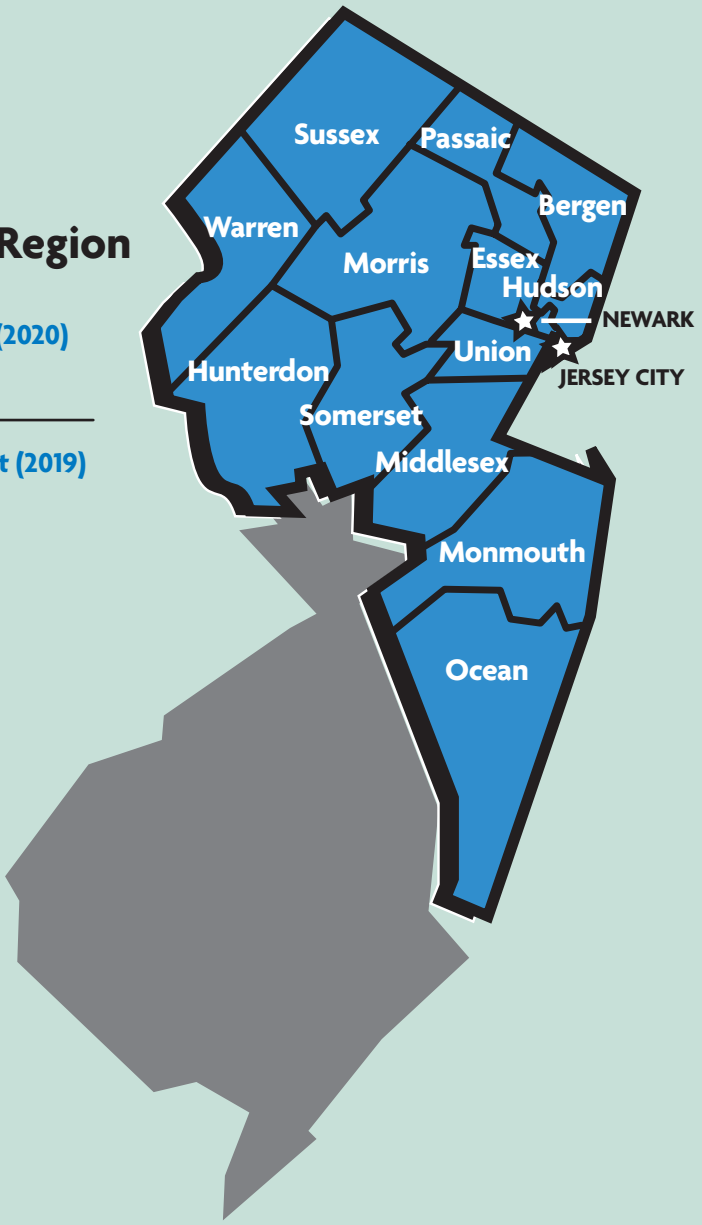 Sussex
Passaic
Bergen
Warren
Region
Morris
Essex
Hudson
(2020)
NEWARK
Union
Hunterdon
JERSEY CITY
Somerset
Middlesex
(2019)
Monmouth
Ocean